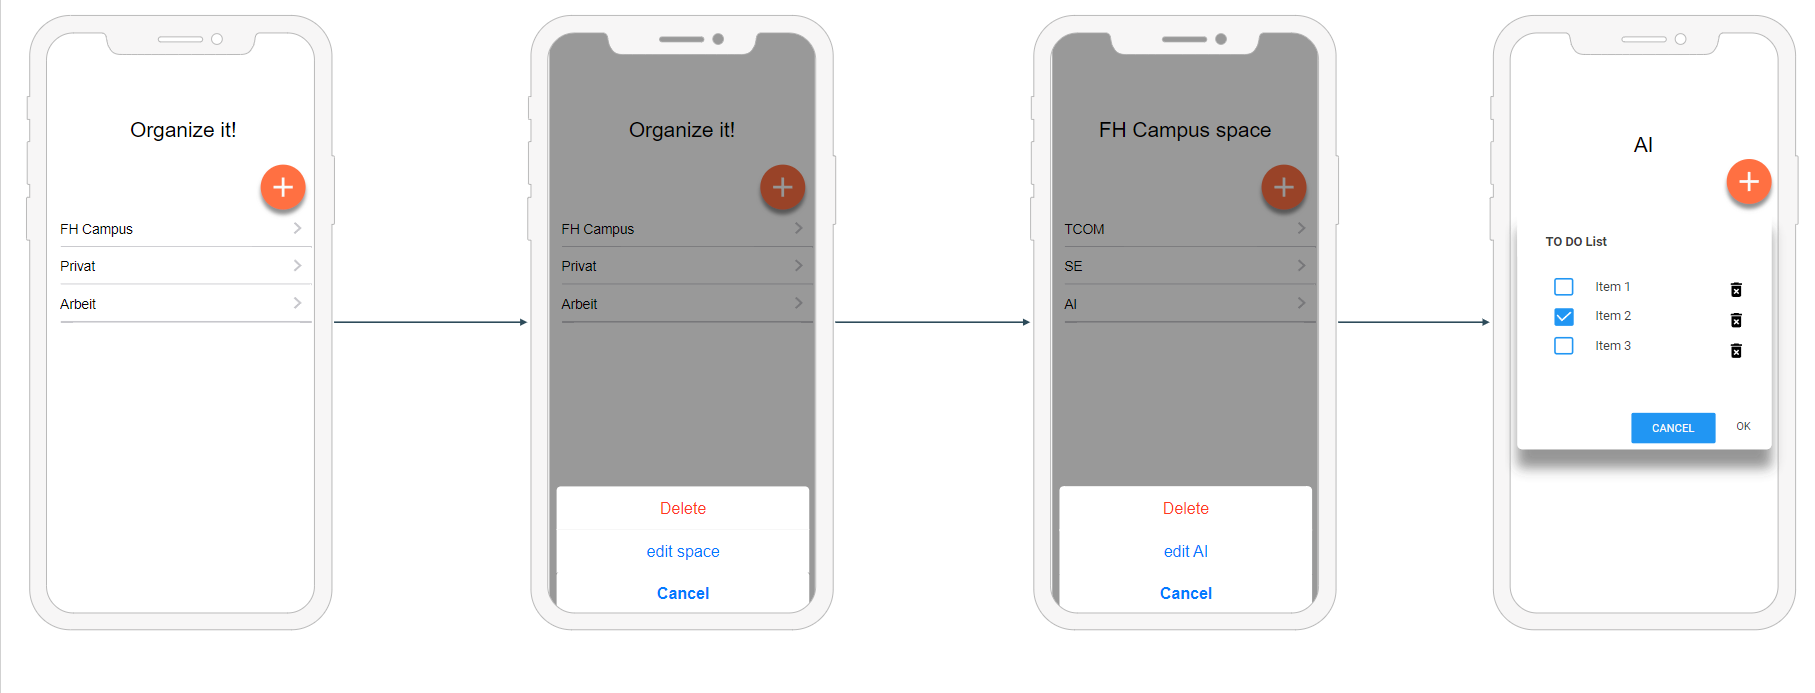 Organize it!
FH Campus
Privat
Arbeit
Organize it!
FH Campus
Privat
Arbeit
Delete
edit space
Cancel
FH Campus space
TCOM
SE
AI
Delete
edit AI
Cancel
AI
TO DO List
Item 1
Item 2
Item 3
CANCEL OK